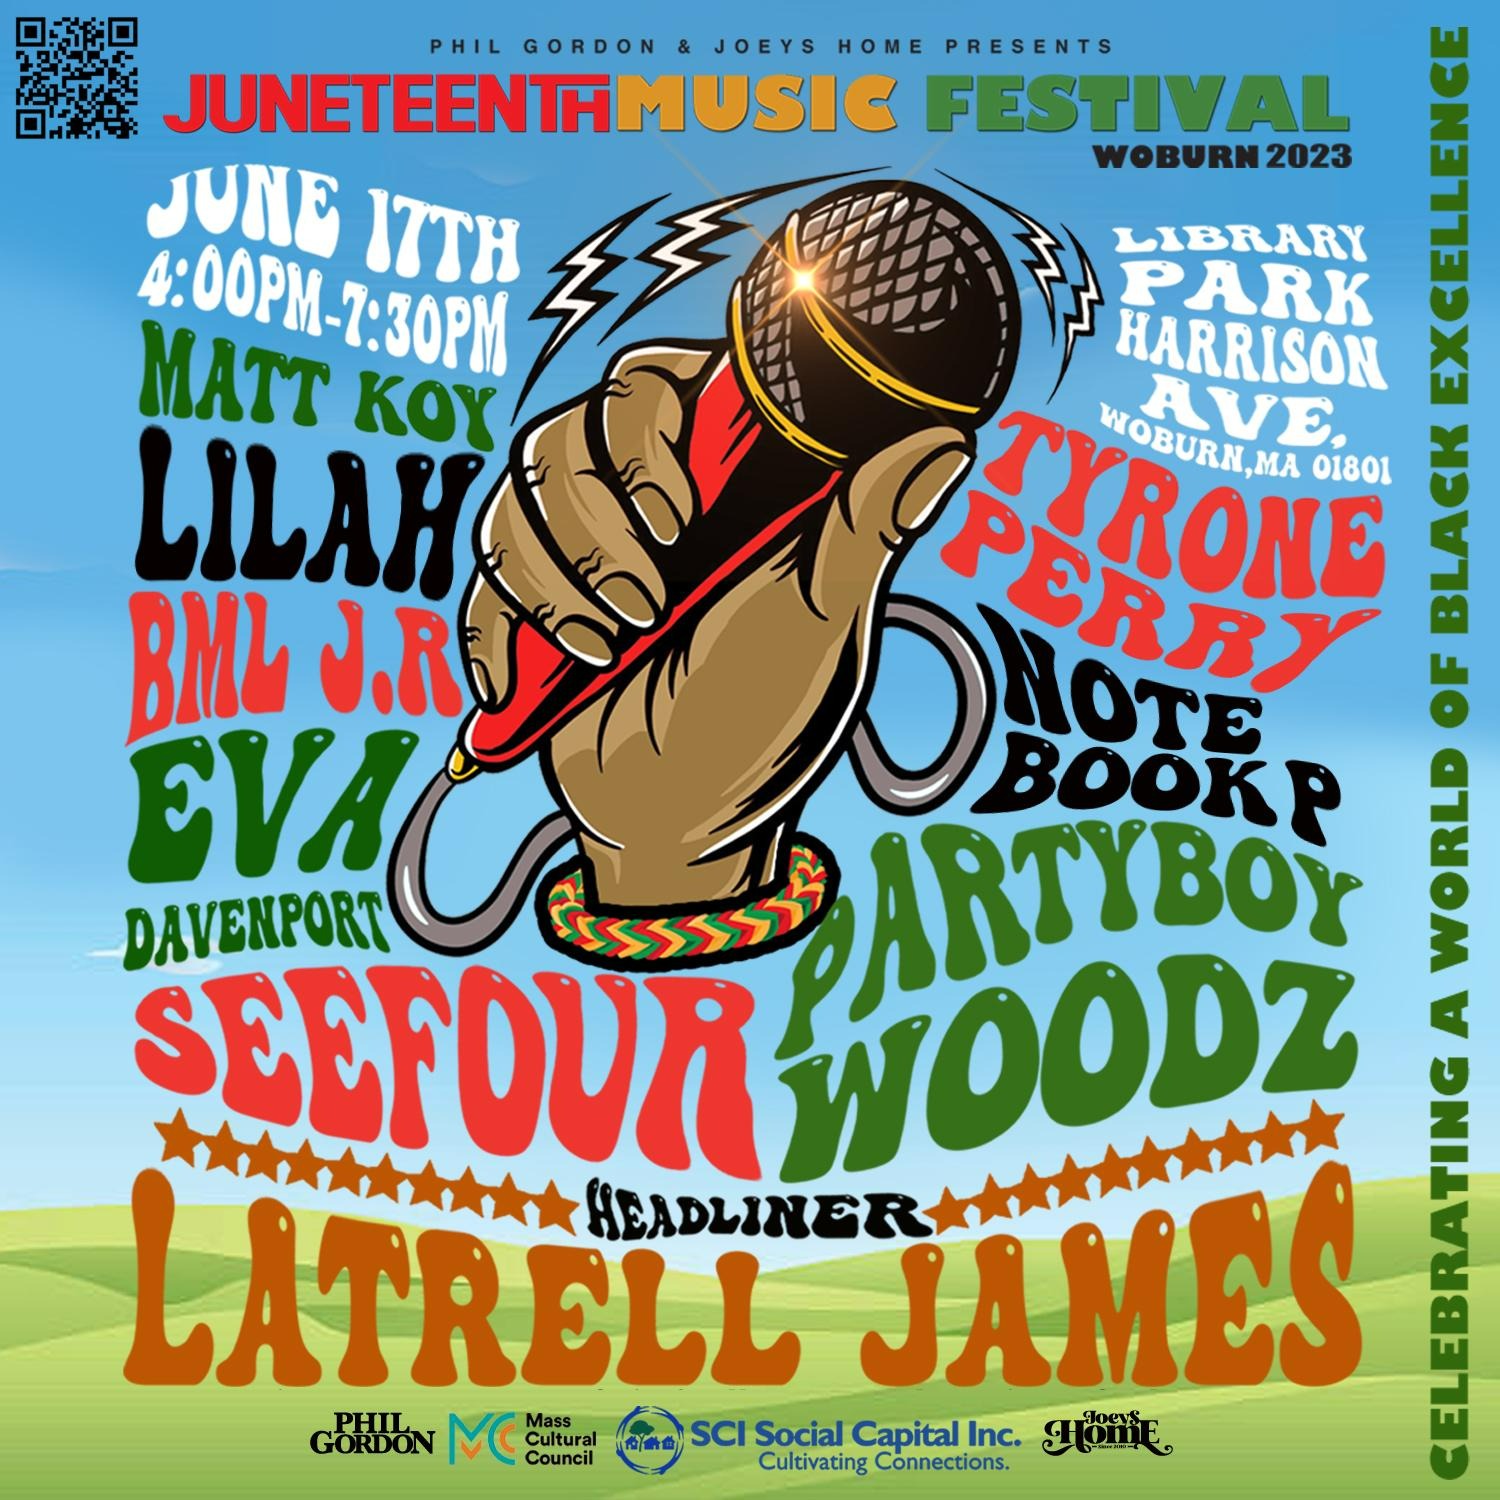 PHIL GORDON & JOEYS HOME PRESENTS
JUNETEENTH MUSIC FESTIVAL
WOBURN 2023
JUNE 17TH
4:00PM-7:30PM
MATT KOY
LILAH
BML J.R
EVA
DAVENPORT
SEEFOUR
LIBRARY
PARK
HARRISON
AVE,
WOBURN,MA 01801
TYRONE
PERRY
NOTE
BOOK P
PARTYBOY
WOODZ
HEADLINER
LATRELL JAMES
CELEBRATING A WORLD OF BLACK EXCELLENCE
PHIL
GORDON
MCC
Mass
Cultural
Council
SCI Social Capital Inc.
Cultivating Connections.
Joeys
Home
Since 2010